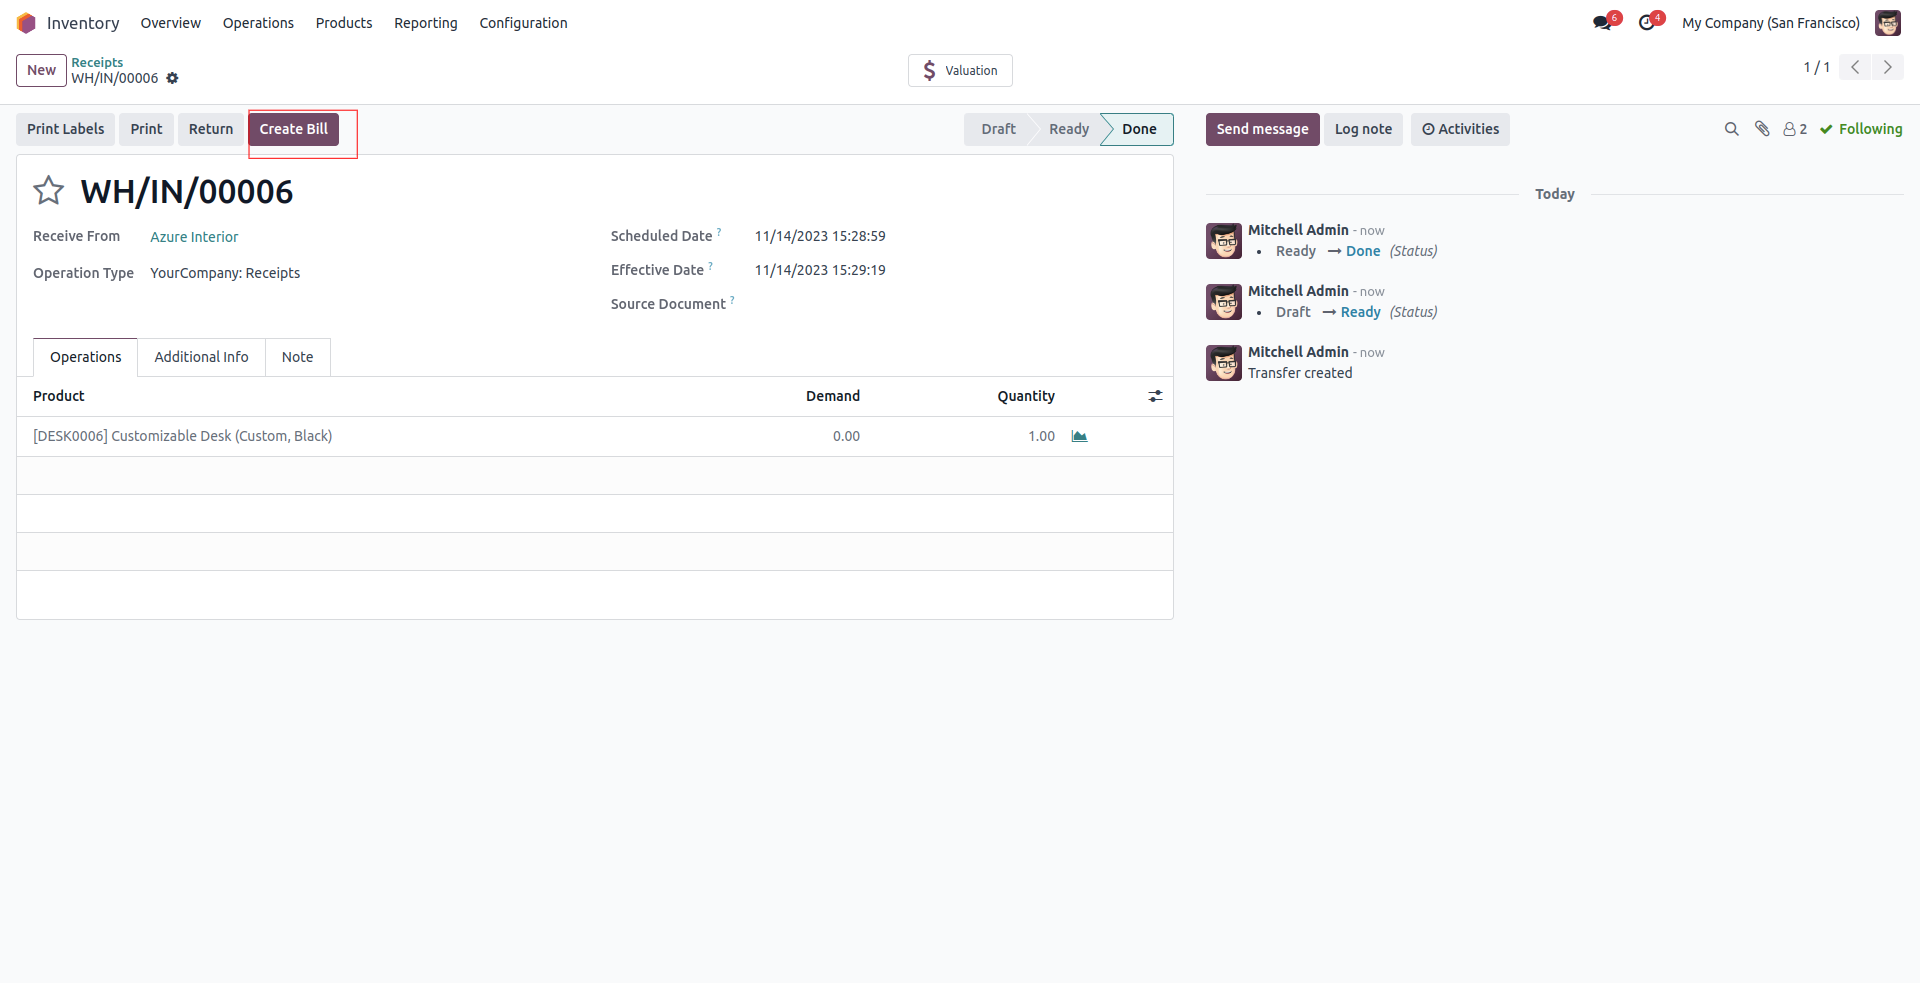 Inventory Overview Operations Products Reporting Configuration 6 4 My Company (San Francisco)
New Receipts
WH/IN/00006
$ Valuation 1 / 1
Print Labels Print Return Create Bill Draft Ready Done Send message Log note Activities 2 Following
WH/IN/00006
Receive From Azure Interior
Operation Type YourCompany: Receipts
Scheduled Date ? 11/14/2023 15:28:59
Effective Date ? 11/14/2023 15:29:19
Source Document ?
Operations Additional Info Note
Product Demand Quantity
[DESK0006] Customizable Desk (Custom, Black) 0.00 1.00
Today
Mitchell Admin - now
• Ready → Done (Status)
Mitchell Admin - now
• Draft → Ready (Status)
Mitchell Admin - now
Transfer created